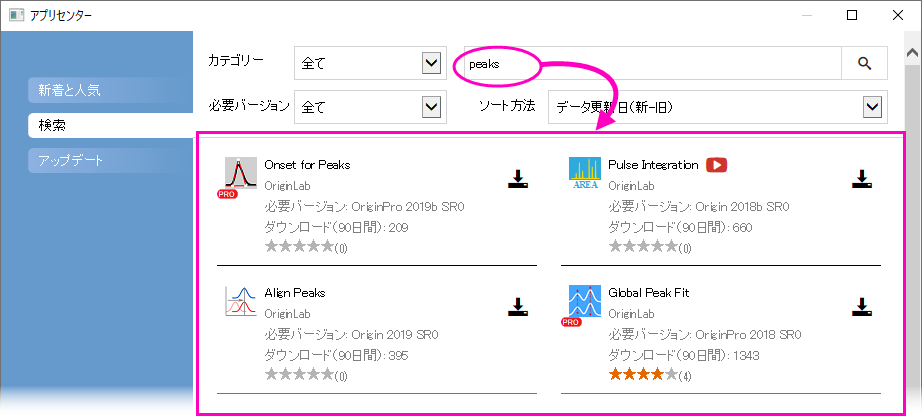 アプリセンター
新着と人気
検索
アップデート
カテゴリー 全て peaks
必要バージョン 全て ソート方法 データ更新日(新-旧)
Onset for Peaks
OriginLab
必要バージョン: OriginPro 2019b SR0
ダウンロード(90日間): 209
(0)
PRO
Pulse Integration
OriginLab
必要バージョン: Origin 2018b SR0
ダウンロード(90日間): 660
(0)
AREA
Align Peaks
OriginLab
必要バージョン: Origin 2019 SR0
ダウンロード(90日間): 395
(0)
Global Peak Fit
OriginLab
必要バージョン: OriginPro 2018 SR0
ダウンロード(90日間): 1343
(4)
PRO